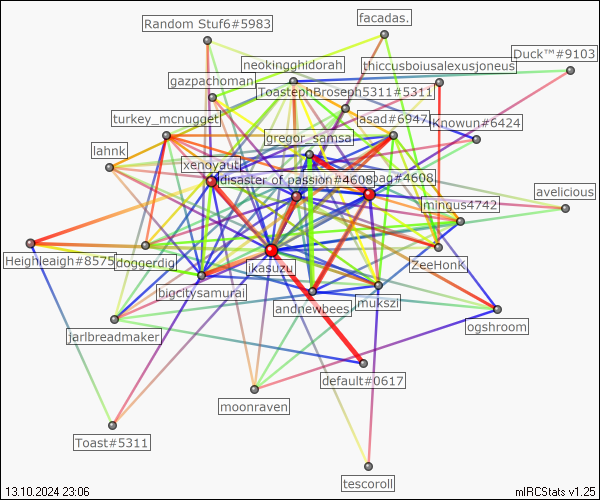 Random Stuf6#5983
facadas.
Duck™#9103
neokingghidorah
thiccusboiusalexusjoneus
gazpachoman
ToastephBroseph5311#5311
turkey_mcnugget
asad#6947
Knowun#6424
gregor_samsa
lahnk
xenoyaut
disaster of passion#4608
ag#4608
avelicious
mingus4742
Heighleaigh#8575
doggerdig
ikasuzu
ZeeHonK
bigcitysamurai
andnewbees
mukszi
ogshroom
jarlbreadmaker
default#0617
moonraven
Toast#5311
tescoroll
13.10.2024 23:06
mIRCStats v1.25